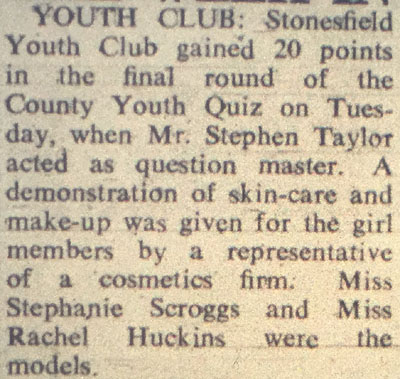 YOUTH CLUB: Stonesfield
Youth Club gained 20 points
in the final round of the
County Youth Quiz on Tues-
day, when Mr. Stephen Taylor
acted as question master. A
demonstration of skin-care and
make-up was given for the girl
members by a representative
of a cosmetics firm. Miss
Stephanie Scroggs and Miss
Rachel Huckins were the
models.